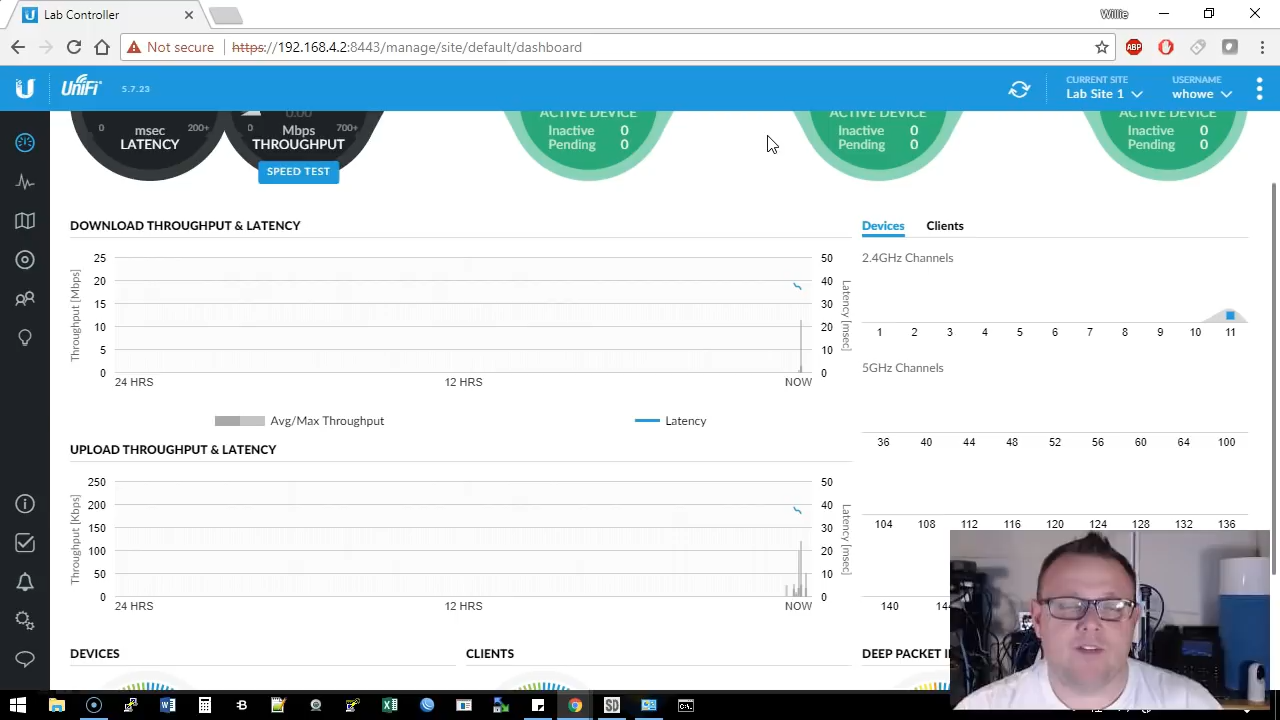 Lab Controller
Willie
Not secure
https://192.168.4.2:8443/manage/site/default/dashboard
ABP
U
UniFi
5.7.23
CURRENT SITE
Lab Site 1
USERNAME
whowe
0
200+
msec
LATENCY
0.00
0
700+
Mbps
THROUGHPUT
SPEED TEST
ACTIVE DEVICE
Inactive 0
Pending 0
ACTIVE DEVICE
Inactive 0
Pending 0
ACTIVE DEVICE
Inactive 0
Pending 0
DOWNLOAD THROUGHPUT & LATENCY
Throughput [Mbps]
25
20
15
10
5
0
50
40
30
20
10
0
Latency [msec]
24 HRS
12 HRS
NOW
Avg/Max Throughput
Latency
UPLOAD THROUGHPUT & LATENCY
Throughput [Kbps]
250
200
150
100
50
0
50
40
30
20
10
0
Latency [msec]
24 HRS
12 HRS
NOW
Devices
Clients
2.4GHz Channels
1 2 3 4 5 6 7 8 9 10 11
5GHz Channels
36 40 44 48 52 56 60 64 100
104 108 112 116 120 124 128 132 136
140
DEVICES
CLIENTS
DEEP PACKET